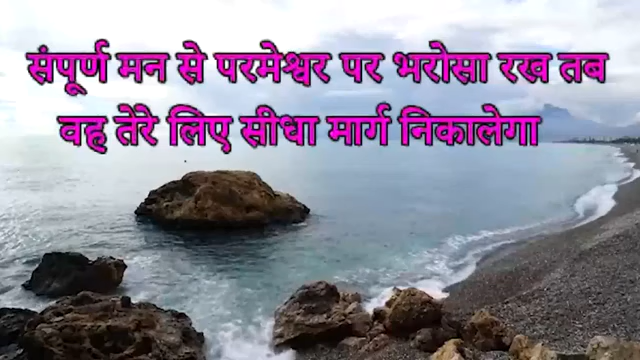 संपूर्ण मन से परमेश्वर पर भरोसा रख तब
वह तेरे लिए सीधा मार्ग निकालेगा